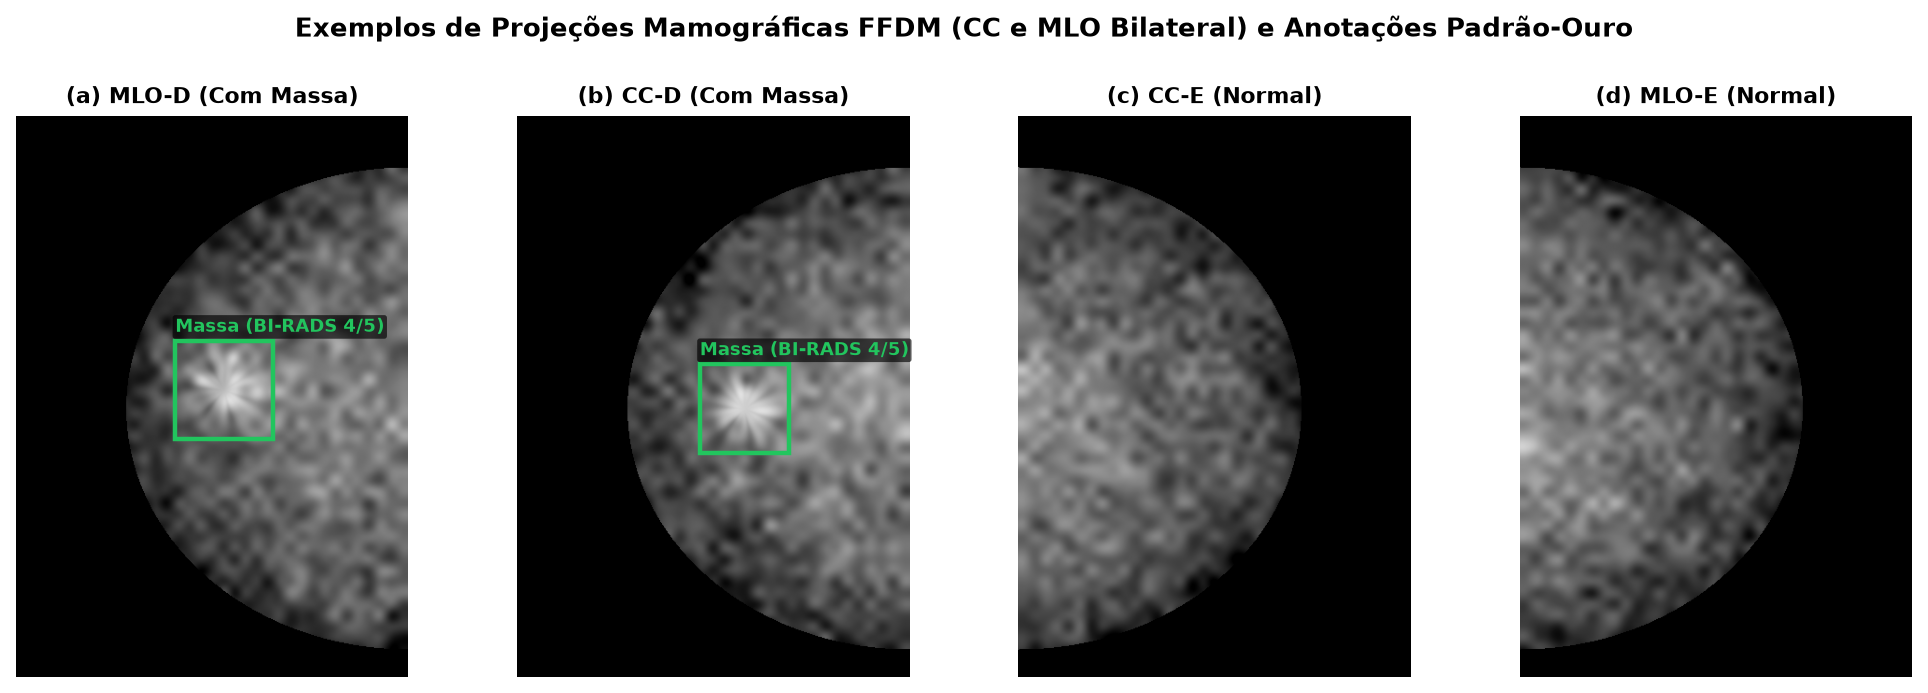 Exemplos de Projeções Mamográficas FFDM (CC e MLO Bilateral) e Anotações Padrão-Ouro
(a) MLO-D (Com Massa)
(b) CC-D (Com Massa)
(c) CC-E (Normal)
(d) MLO-E (Normal)
Massa (BI-RADS 4/5)
Massa (BI-RADS 4/5)